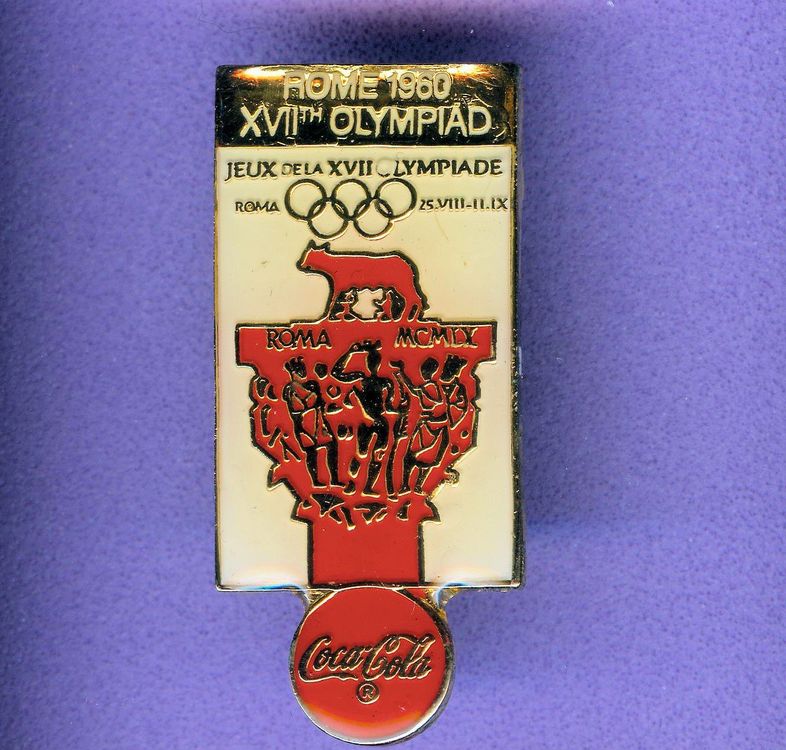 ROME 1960
XVIITH OLYMPIAD
JEUX DE LA XVII OLYMPIADE
ROMA 25.VIII-11.IX
ROMA MCMLX
Coca-Cola
®